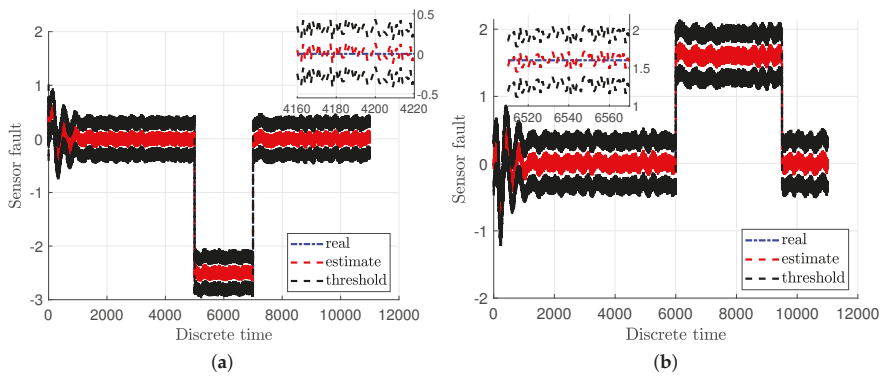 0.5
0
-0.5
4160 4180 4200 4220
2
1
0
-1
-2
-3
Sensor fault
real
estimate
threshold
0 2000 4000 6000 8000 10000 12000
Discrete time
(a)
2
1.5
1
6520 6540 6560
2
1
0
-1
-2
Sensor fault
real
estimate
threshold
0 2000 4000 6000 8000 10000 12000
Discrete time
(b)